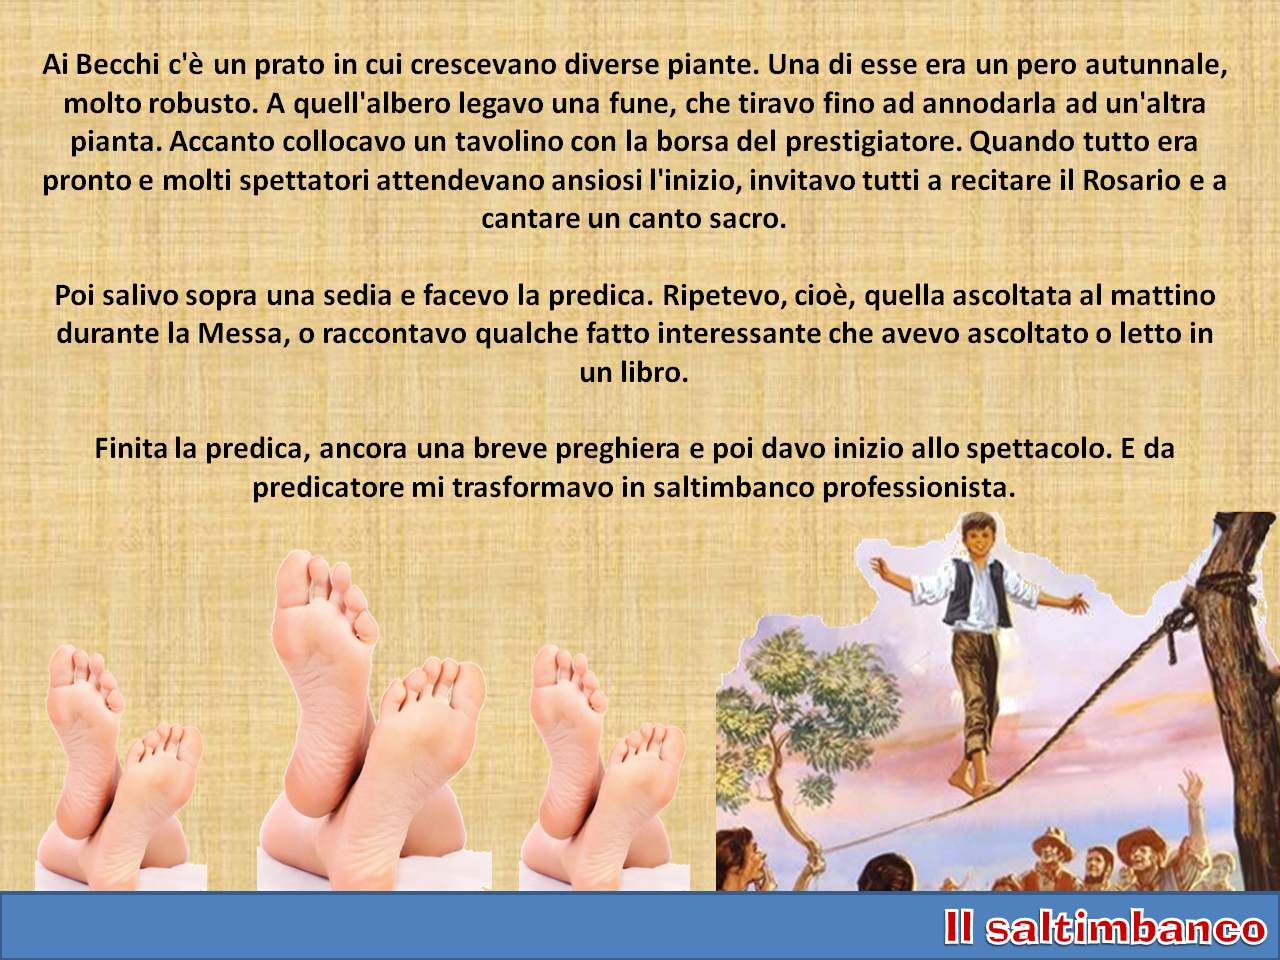 Ai Becchi c'è un prato in cui crescevano diverse piante. Una di esse era un pero autunnale,
molto robusto. A quell'albero legavo una fune, che tiravo fino ad annodarla ad un'altra
pianta. Accanto collocavo un tavolino con la borsa del prestigiatore. Quando tutto era
pronto e molti spettatori attendevano ansiosi l'inizio, invitavo tutti a recitare il Rosario e a
cantare un canto sacro.
Poi salivo sopra una sedia e facevo la predica. Ripetevo, cioè, quella ascoltata al mattino
durante la Messa, o raccontavo qualche fatto interessante che avevo ascoltato o letto in
un libro.
Finita la predica, ancora una breve preghiera e poi davo inizio allo spettacolo. E da
predicatore mi trasformavo in saltimbanco professionista.
Il saltimbanco